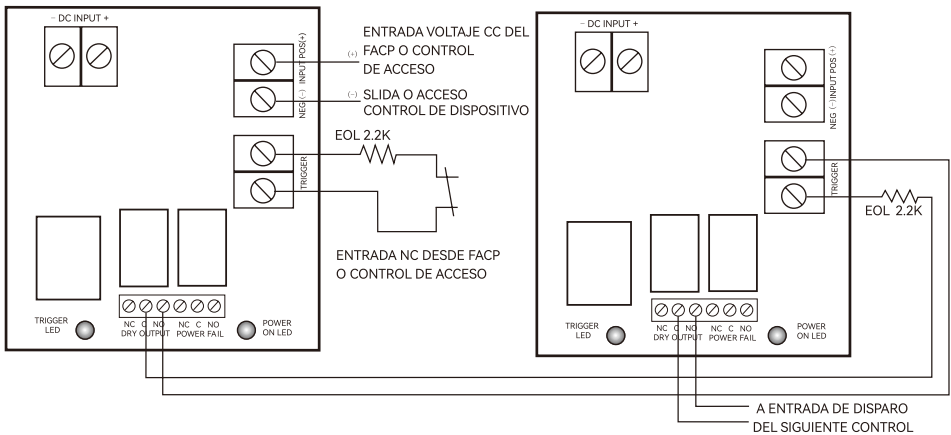 − DC INPUT +
INPUT POS(+)
NEG (−)
TRIGGER
TRIGGER
LED
NC C NO
DRY OUTPUT
NC C NO
POWER FAIL
POWER
ON LED
ENTRADA VOLTAJE CC DEL
(+) FACP O CONTROL
DE ACCESO
(−) SLIDA O ACCESO
CONTROL DE DISPOSITIVO
EOL 2.2K
ENTRADA NC DESDE FACP
O CONTROL DE ACCESO
− DC INPUT +
INPUT POS (+)
NEG (−)
TRIGGER
EOL 2.2K
TRIGGER
LED
NC C NO
DRY OUTPUT
NC C NO
POWER FAIL
POWER
ON LED
A ENTRADA DE DISPARO
DEL SIGUIENTE CONTROL